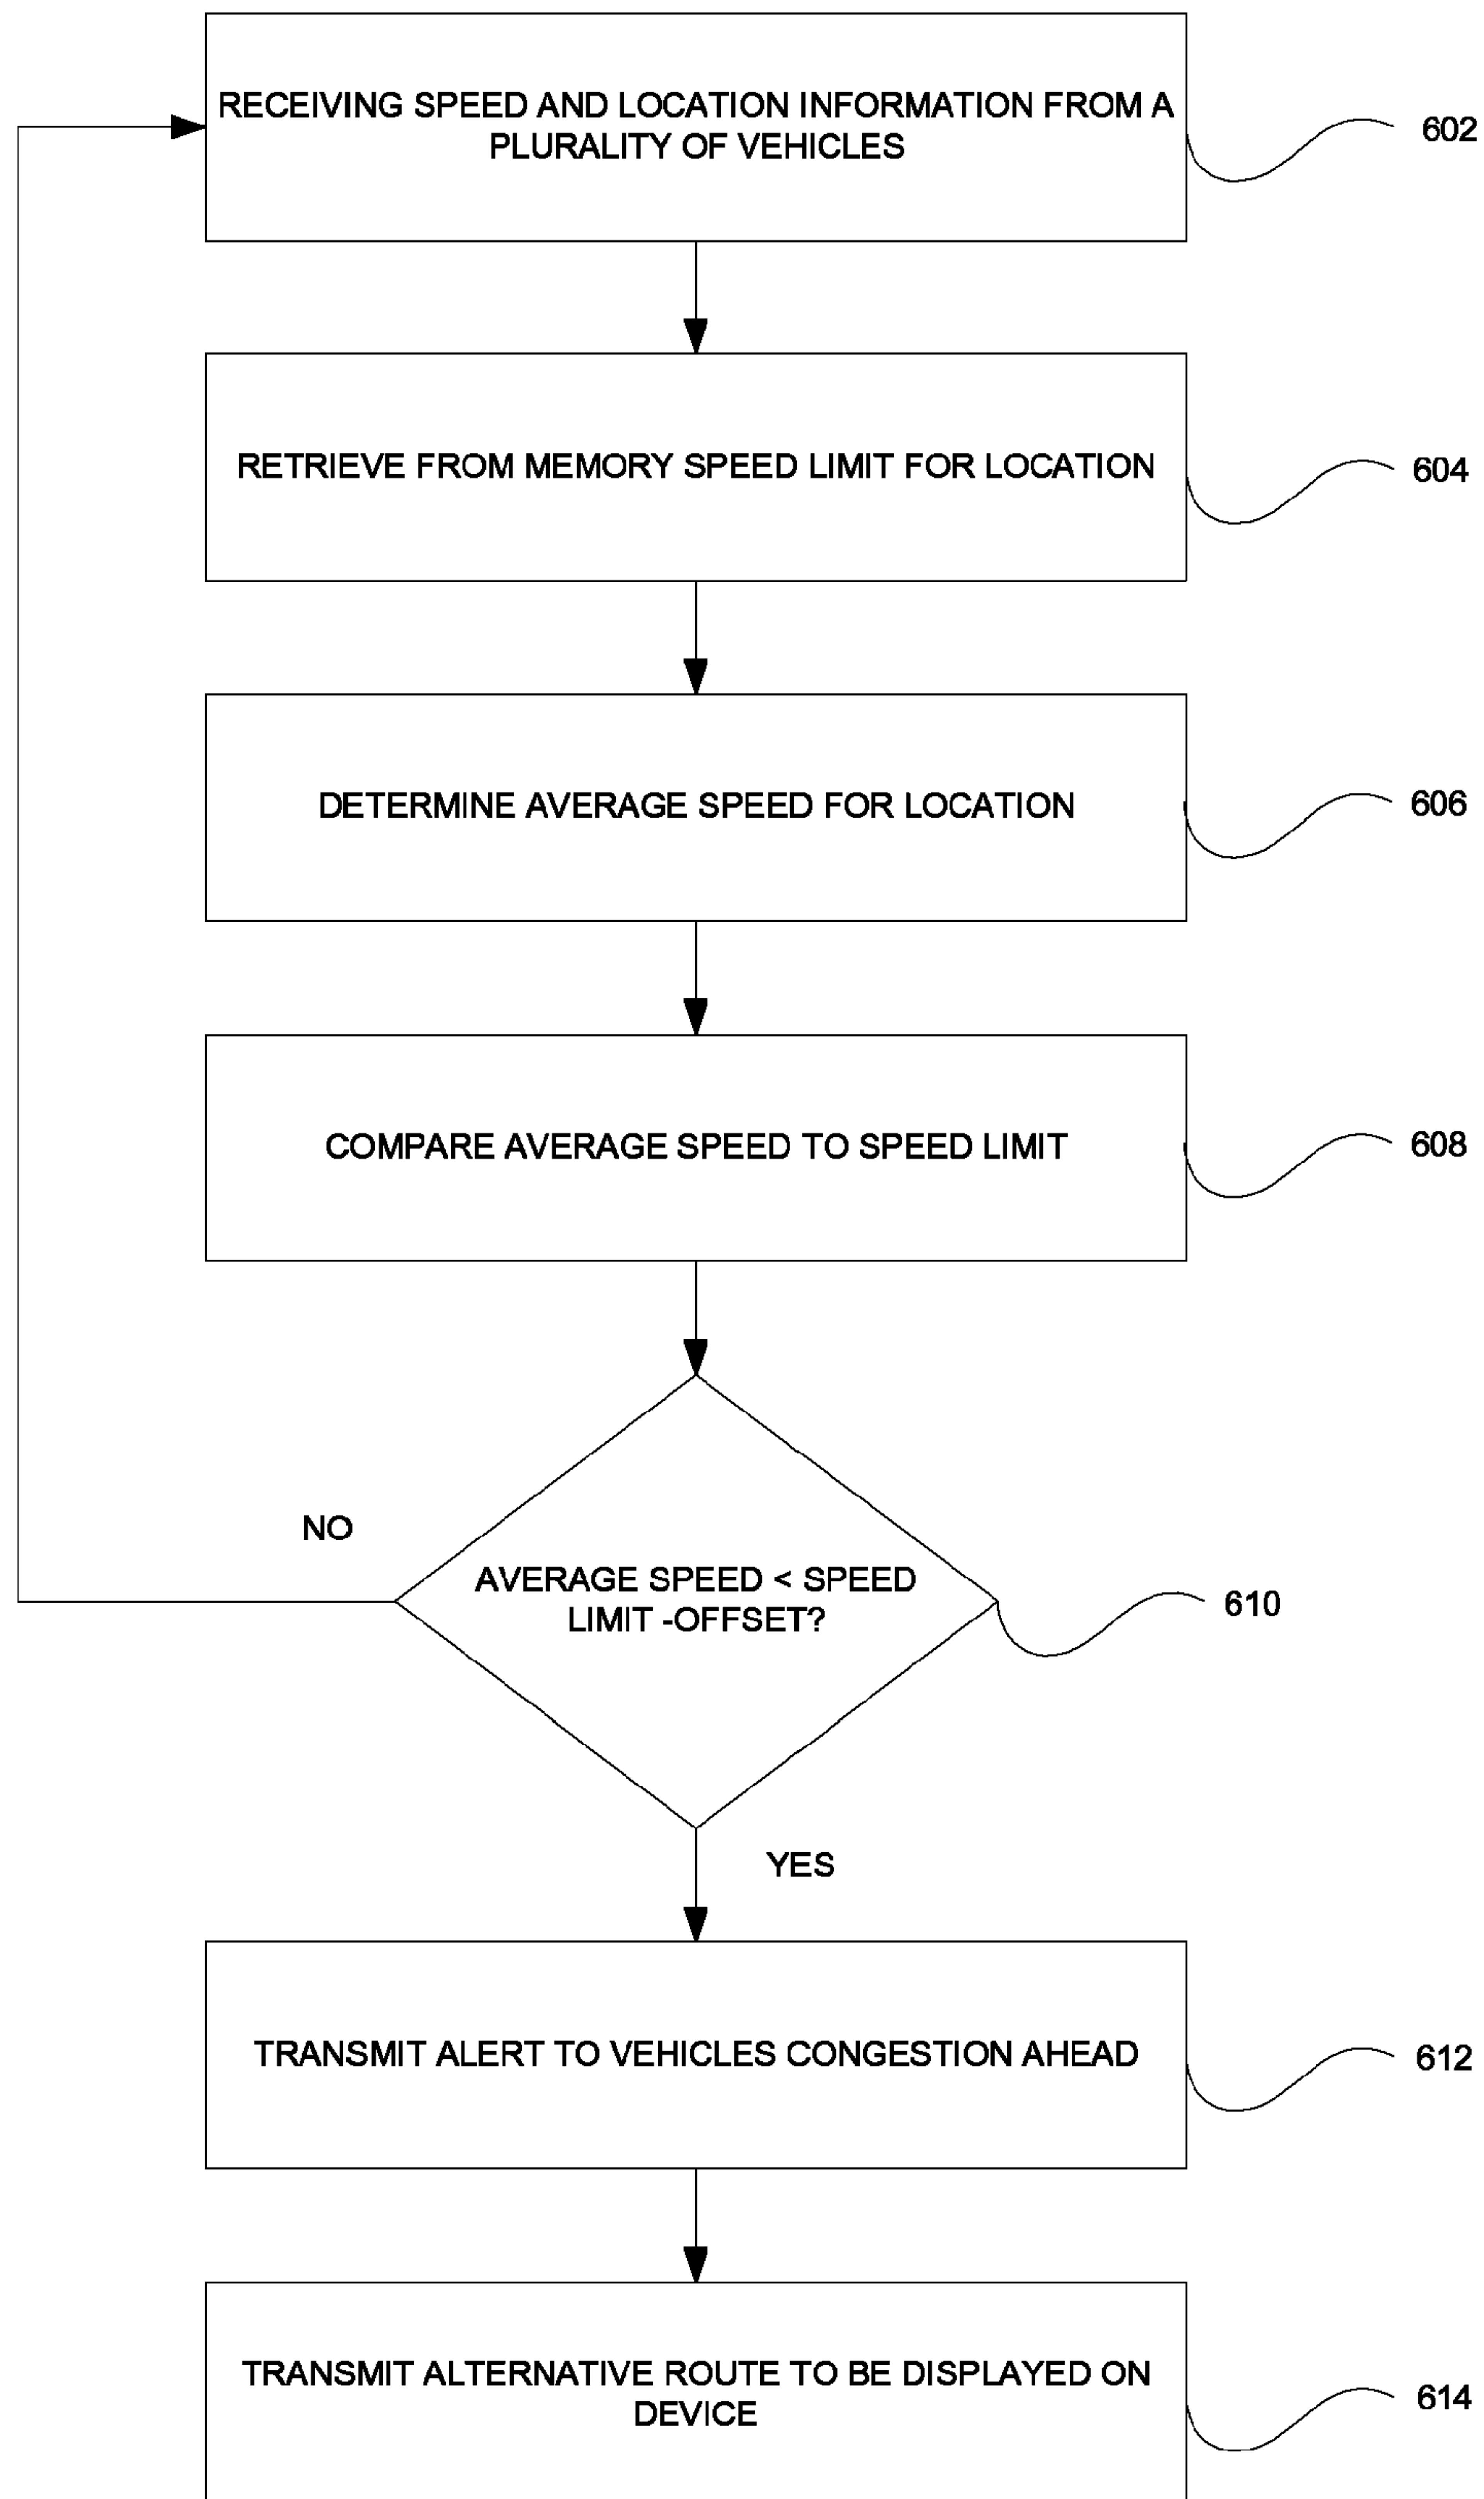 RECEIVING SPEED AND LOCATION INFORMATION FROM A
PLURALITY OF VEHICLES
602
RETRIEVE FROM MEMORY SPEED LIMIT FOR LOCATION
604
DETERMINE AVERAGE SPEED FOR LOCATION
606
COMPARE AVERAGE SPEED TO SPEED LIMIT
608
NO
AVERAGE SPEED < SPEED
LIMIT -OFFSET?
610
YES
TRANSMIT ALERT TO VEHICLES CONGESTION AHEAD
612
TRANSMIT ALTERNATIVE ROUTE TO BE DISPLAYED ON
DEVICE
614